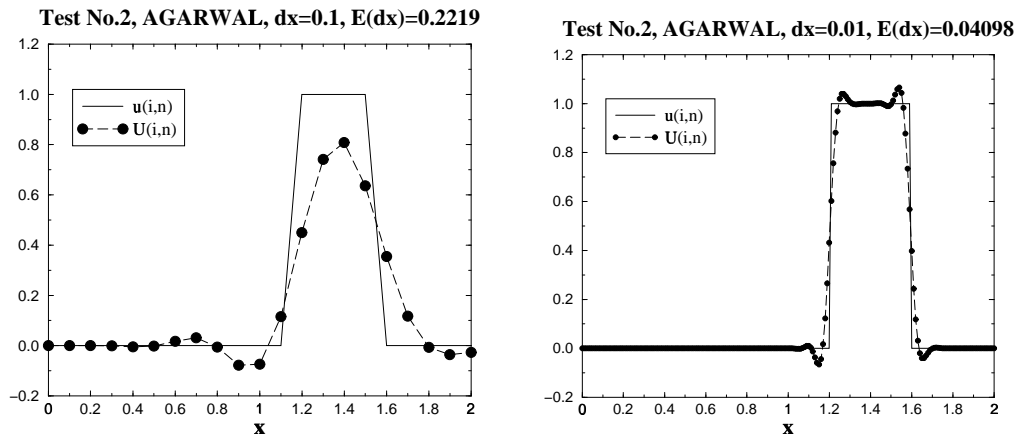 Test No.2, AGARWAL, dx=0.1, E(dx)=0.2219
1.2
1.0
0.8
0.6
0.4
0.2
0.0
−0.2
u(i,n)
U(i,n)
0 0.2 0.4 0.6 0.8 1 1.2 1.4 1.6 1.8 2
x
Test No.2, AGARWAL, dx=0.01, E(dx)=0.04098
1.2
1.0
0.8
0.6
0.4
0.2
0.0
−0.2
u(i,n)
U(i,n)
0 0.2 0.4 0.6 0.8 1 1.2 1.4 1.6 1.8 2
x